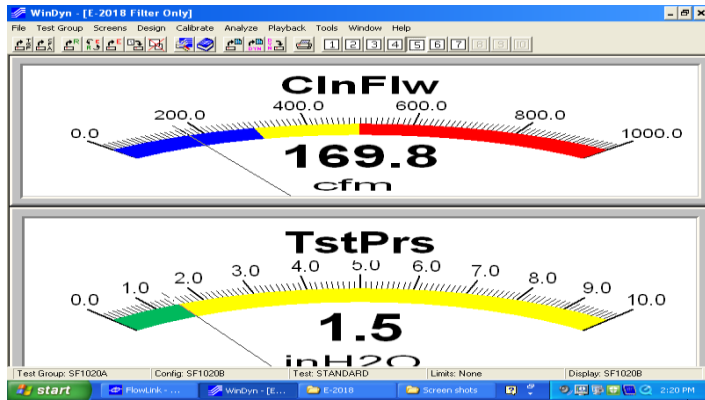 WinDyn - [E-2018 Filter Only]
File Test Group Screens Design Calibrate Analyze Playback Tools Window Help
1 2 3 4 5 6 7 8 9 10
ClnFlw
0.0 200.0 400.0 600.0 800.0 1000.0
169.8
cfm
TstPrs
0.0 1.0 2.0 3.0 4.0 5.0 6.0 7.0 8.0 9.0 10.0
1.5
inH2O
Test Group: SF1020A Config: SF1020B Test: STANDARD Limits: None Display: SF1020B
start FlowLink - ... WinDyn - [E... E-2018 Screen shots 2:20 PM